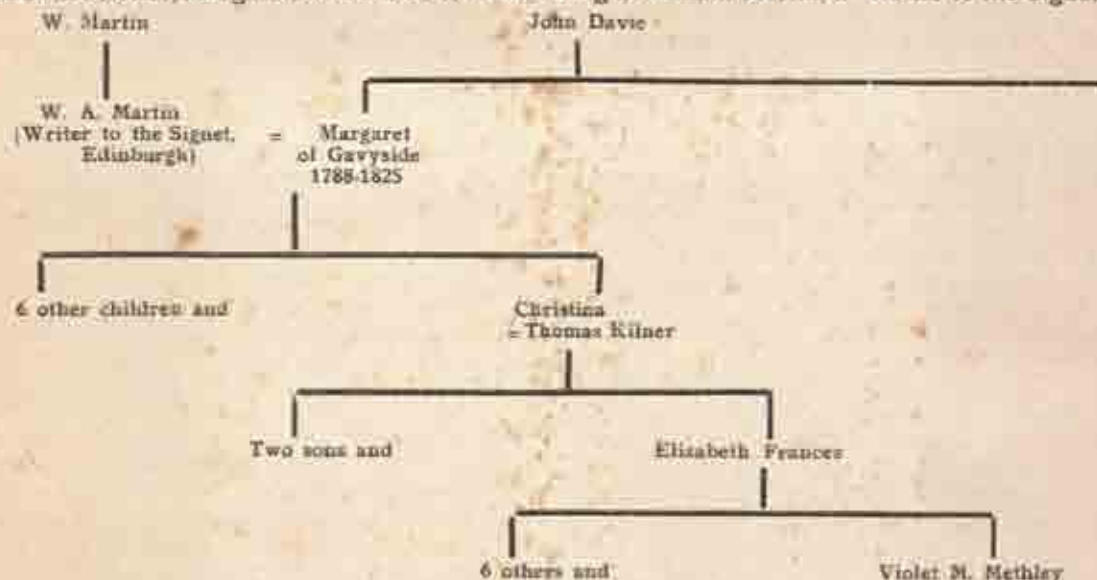 W. Martin
John Davie
W. A. Martin
(Writer to the Signet,
Edinburgh)
=
Margaret
of Gavyside
1788-1825
6 other children and
Christina
= Thomas Kilner
Two sons and
Elizabeth Frances
6 others and
Violet M. Methley